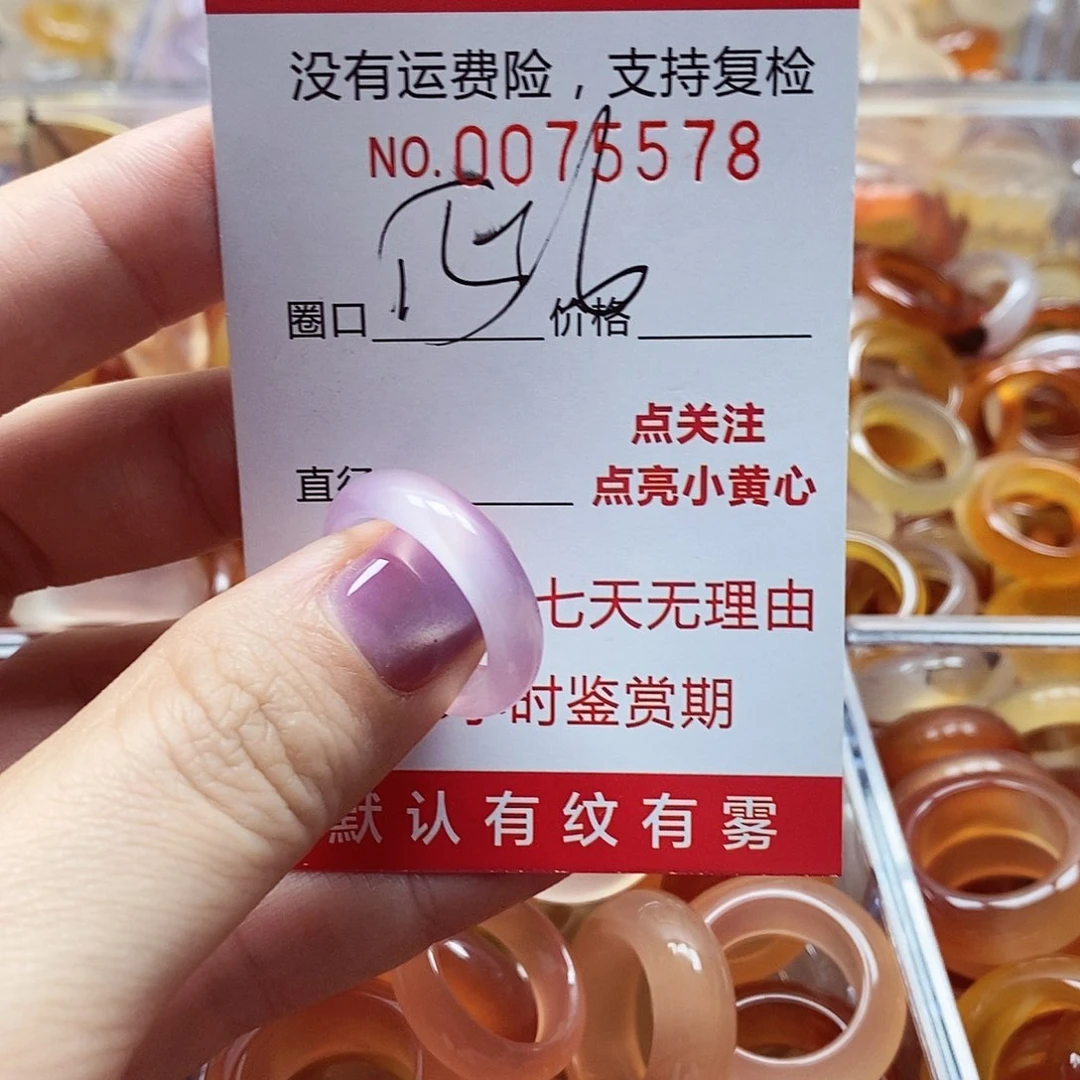 没有运费险，支持复检
NO.0075578
圈口 价格
点关注
直径 点亮小黄心
七天无理由
时鉴赏期
默认有纹有雾